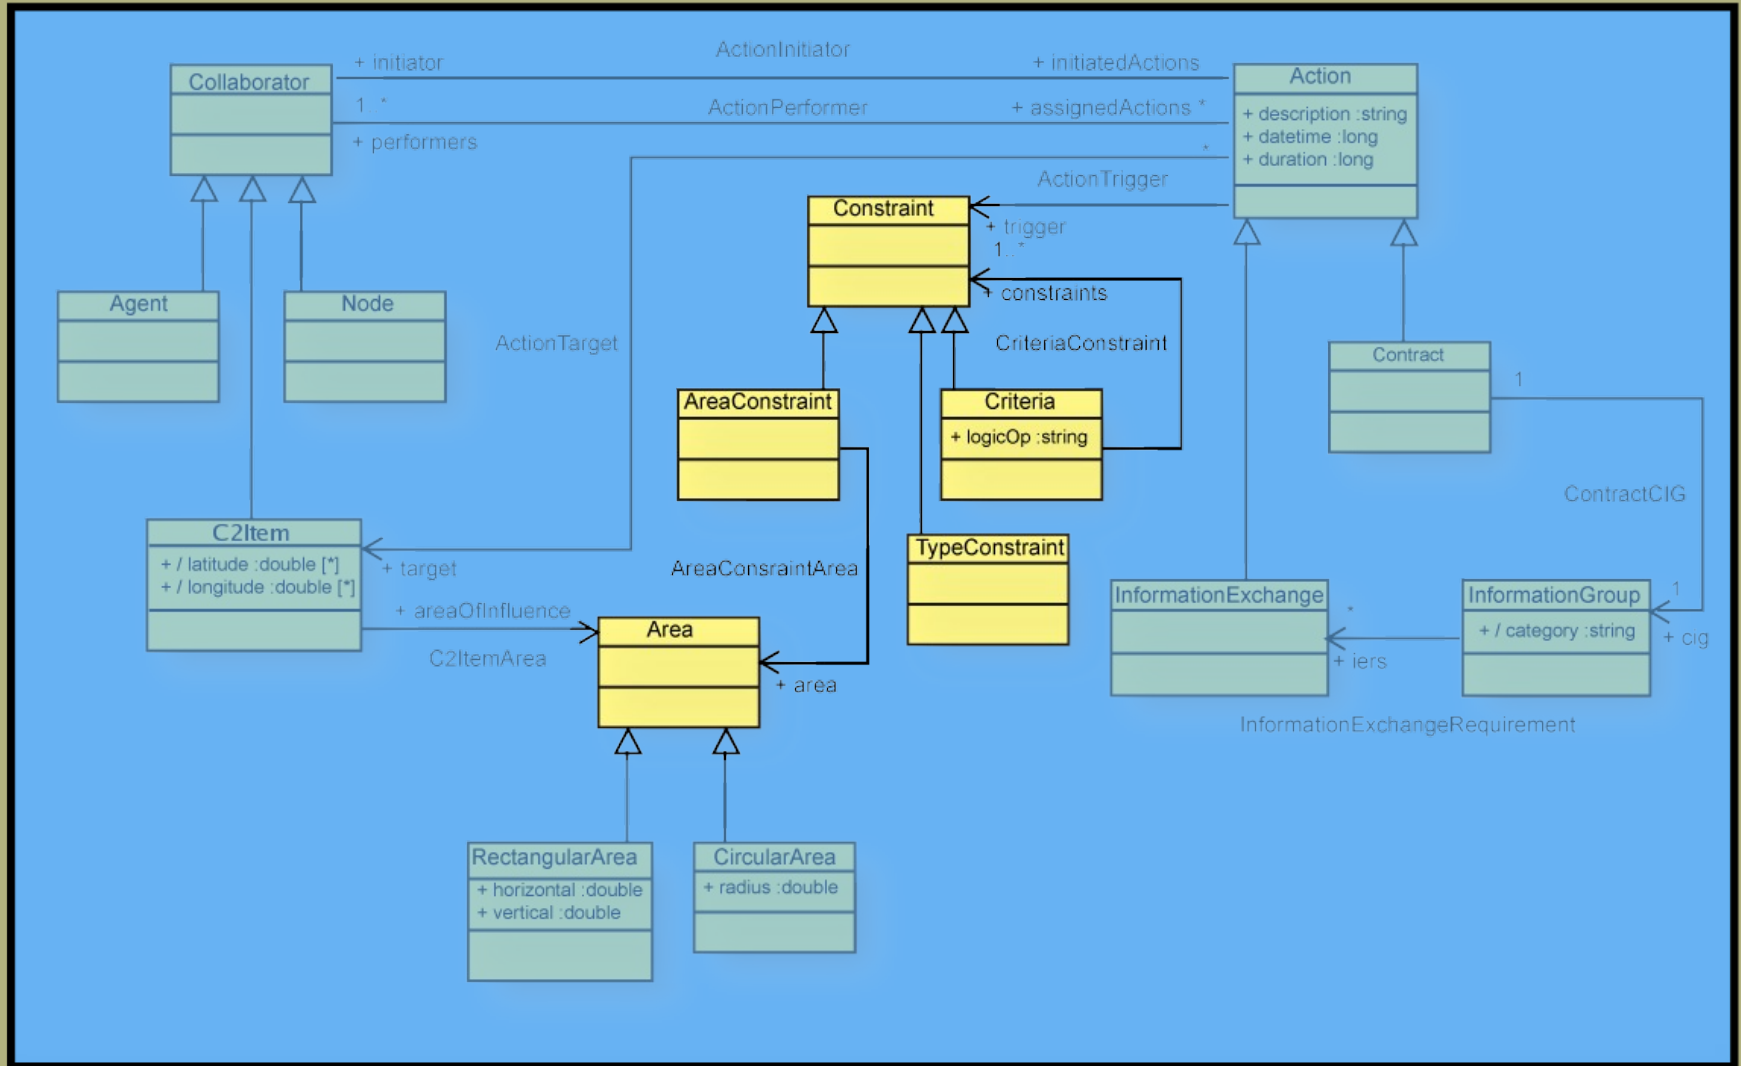 ActionInitiator
+ initiator
+ initiatedActions
Collaborator
Action
1..*
ActionPerformer
+ assignedActions *
+ description :string
+ datetime :long
+ duration :long
+ performers
*
ActionTrigger
Constraint
+ trigger
1..*
+ constraints
Agent
Node
ActionTarget
CriteriaConstraint
Contract
1
AreaConstraint
Criteria
+ logicOp :string
ContractCIG
C2Item
+ / latitude :double [*]
+ / longitude :double [*]
+ target
AreaConsraintArea
TypeConstraint
+ areaOfInfluence
C2ItemArea
Area
+ area
InformationExchange
*
+ iers
InformationGroup
+ / category :string
1
+ cig
InformationExchangeRequirement
RectangularArea
+ horizontal :double
+ vertical :double
CircularArea
+ radius :double